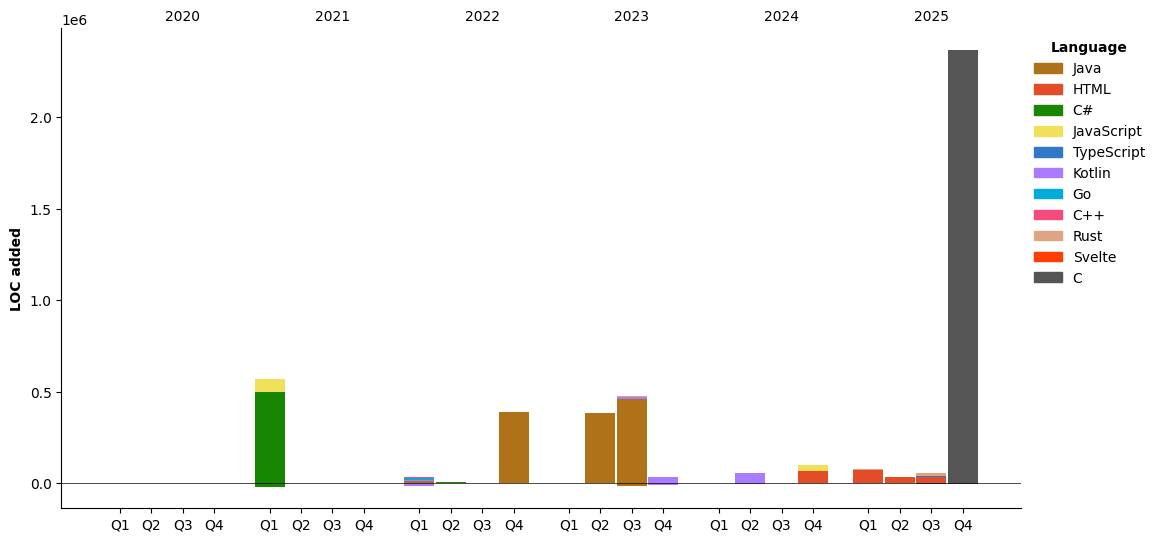 1e6
2020 2021 2022 2023 2024 2025
LOC added
2.0
1.5
1.0
0.5
0.0
Q1 Q2 Q3 Q4 Q1 Q2 Q3 Q4 Q1 Q2 Q3 Q4 Q1 Q2 Q3 Q4 Q1 Q2 Q3 Q4 Q1 Q2 Q3 Q4
Language
Java
HTML
C#
JavaScript
TypeScript
Kotlin
Go
C++
Rust
Svelte
C